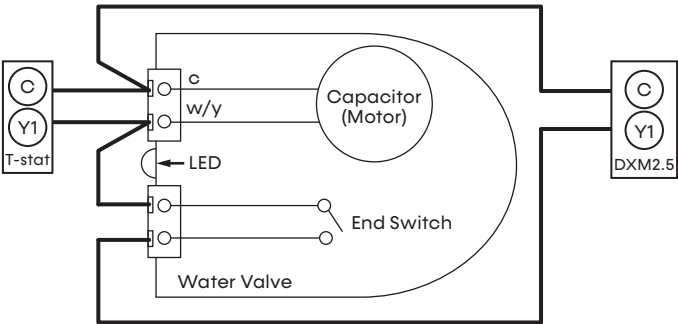 C
Y1
T-stat
c
w/y
LED
Capacitor
(Motor)
End Switch
Water Valve
C
Y1
DXM2.5